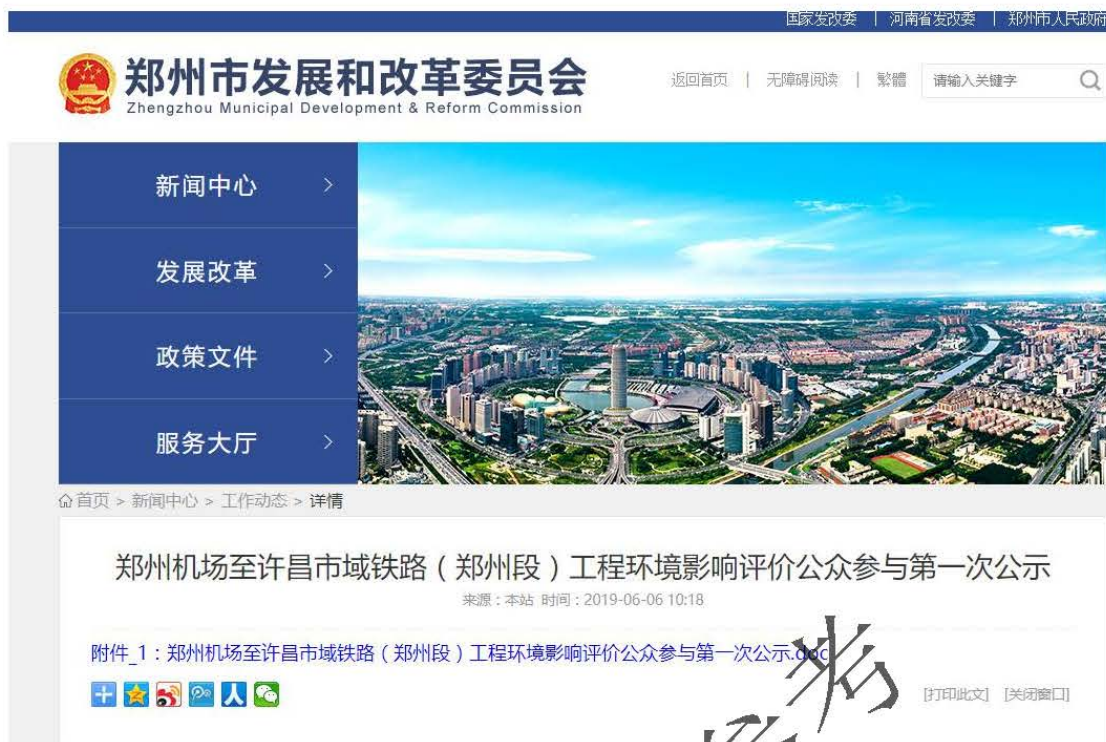 国家发改委 | 河南省发改委 | 郑州市人民政府
郑州市发展和改革委员会
Zhengzhou Municipal Development & Reform Commission
返回首页 | 无障碍阅读 | 繁體 请输入关键字
新闻中心 >
发展改革 >
政策文件 >
服务大厅 >
首页 > 新闻中心 > 工作动态 > 详情
郑州机场至许昌市域铁路(郑州段)工程环境影响评价公众参与第一次公示
来源:本站 时间:2019-06-06 10:18
附件_1:郑州机场至许昌市域铁路(郑州段)工程环境影响评价公众参与第一次公示.doc
[打印此文] [关闭窗口]